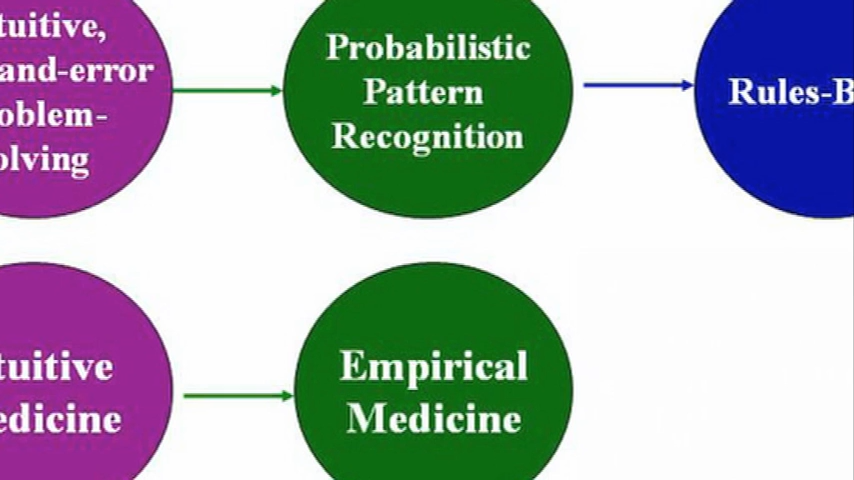 tuitive,
and-error
oblem-
olving
Probabilistic
Pattern
Recognition
Rules-B
tuitive
edicine
Empirical
Medicine